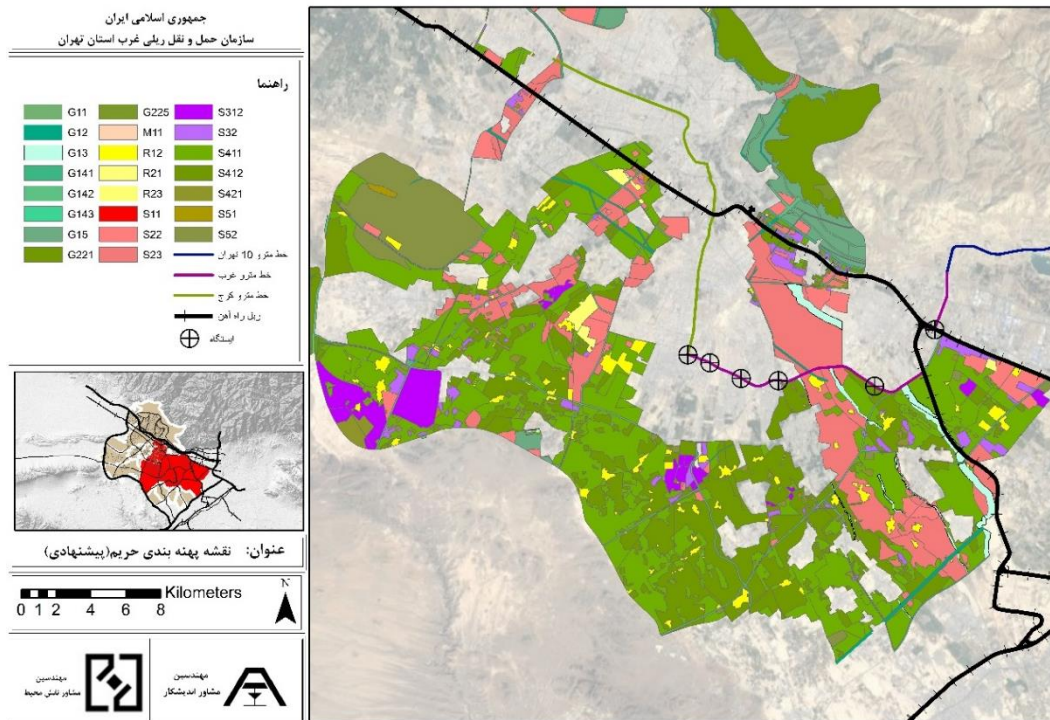 جمهوری اسلامی ایران
سازمان حمل و نقل ریلی غرب استان تهران
راهنما
G11
G12
G13
G141
G142
G143
G15
G221
G225
M11
R12
R21
R23
S11
S22
S23
S312
S32
S411
S412
S421
S51
S52
خط مترو 10 تهران
خط مترو غرب
خط مترو کرج
ریل راه آهن
ایستگاه
عنوان: نقشه پهنه بندی حریم(پیشنهادی)
0 1 2 4 6 8 Kilometers
N
مهندسین
مشاور نقش محیط
مهندسین
مشاور اندیشکار